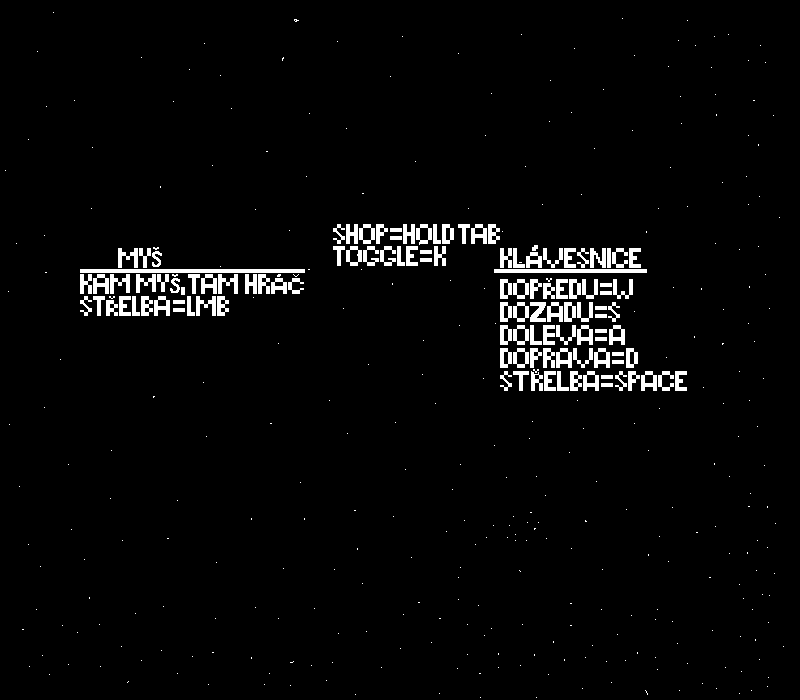 SHOP=HOLD TAB
TOGGLE=K
MYŠ
KAM MYŠ,TAM HRÁČ
STŘELBA=LMB
KLÁVESNICE
DOPŘEDU=W
DOZADU=S
DOLEVA=A
DOPRAVA=D
STŘELBA=SPACE